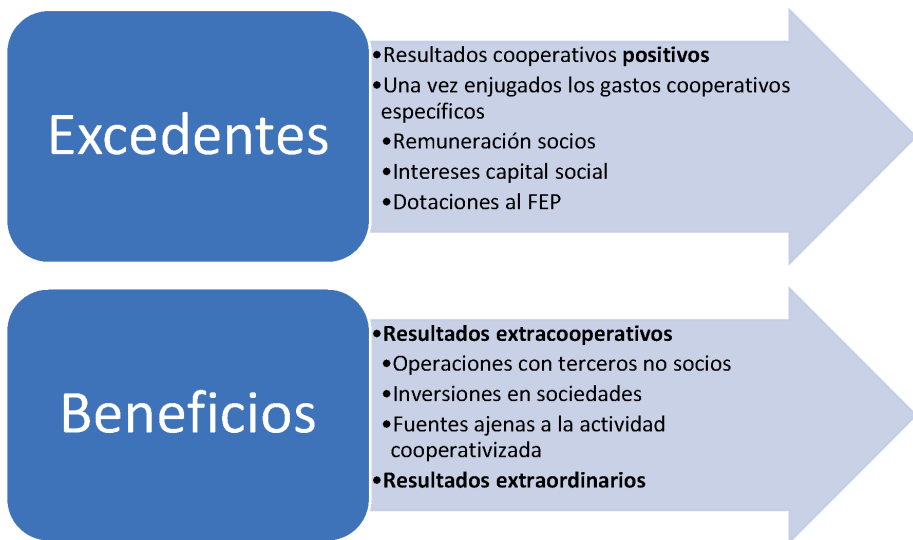 Excedentes
•Resultados cooperativos positivos
•Una vez enjugados los gastos cooperativos
específicos
•Remuneración socios
•Intereses capital social
•Dotaciones al FEP
Beneficios
•Resultados extracooperativos
•Operaciones con terceros no socios
•Inversiones en sociedades
•Fuentes ajenas a la actividad
cooperativizada
•Resultados extraordinarios